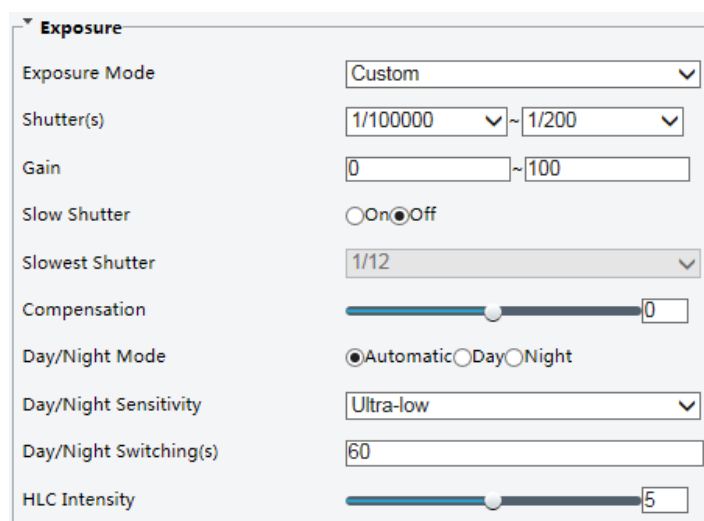 Exposure
Exposure Mode Custom
Shutter(s) 1/100000 ~ 1/200
Gain 0 ~ 100
Slow Shutter On Off
Slowest Shutter 1/12
Compensation 0
Day/Night Mode Automatic Day Night
Day/Night Sensitivity Ultra-low
Day/Night Switching(s) 60
HLC Intensity 5